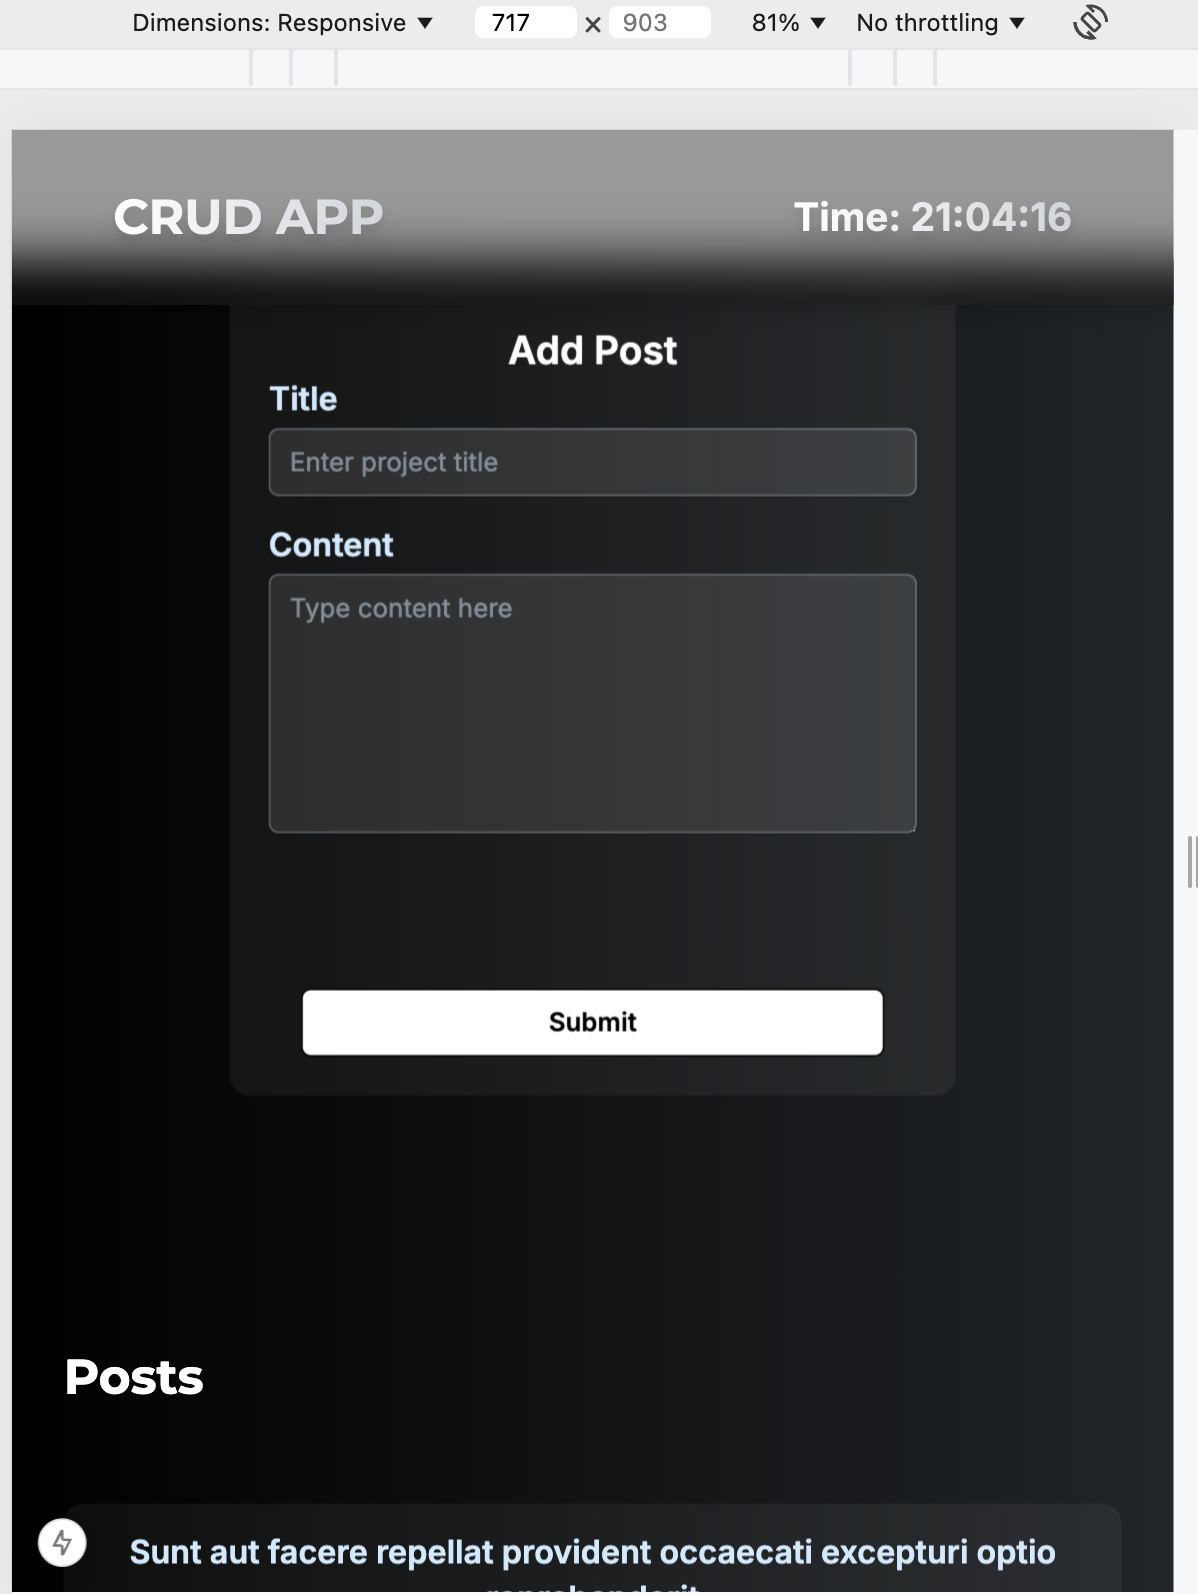 Dimensions: Responsive 717 × 903 81% No throttling
CRUD APP Time: 21:04:16
Add Post
Title
Enter project title
Content
Type content here
Submit
Posts
Sunt aut facere repellat provident occaecati excepturi optio
reprehenderit